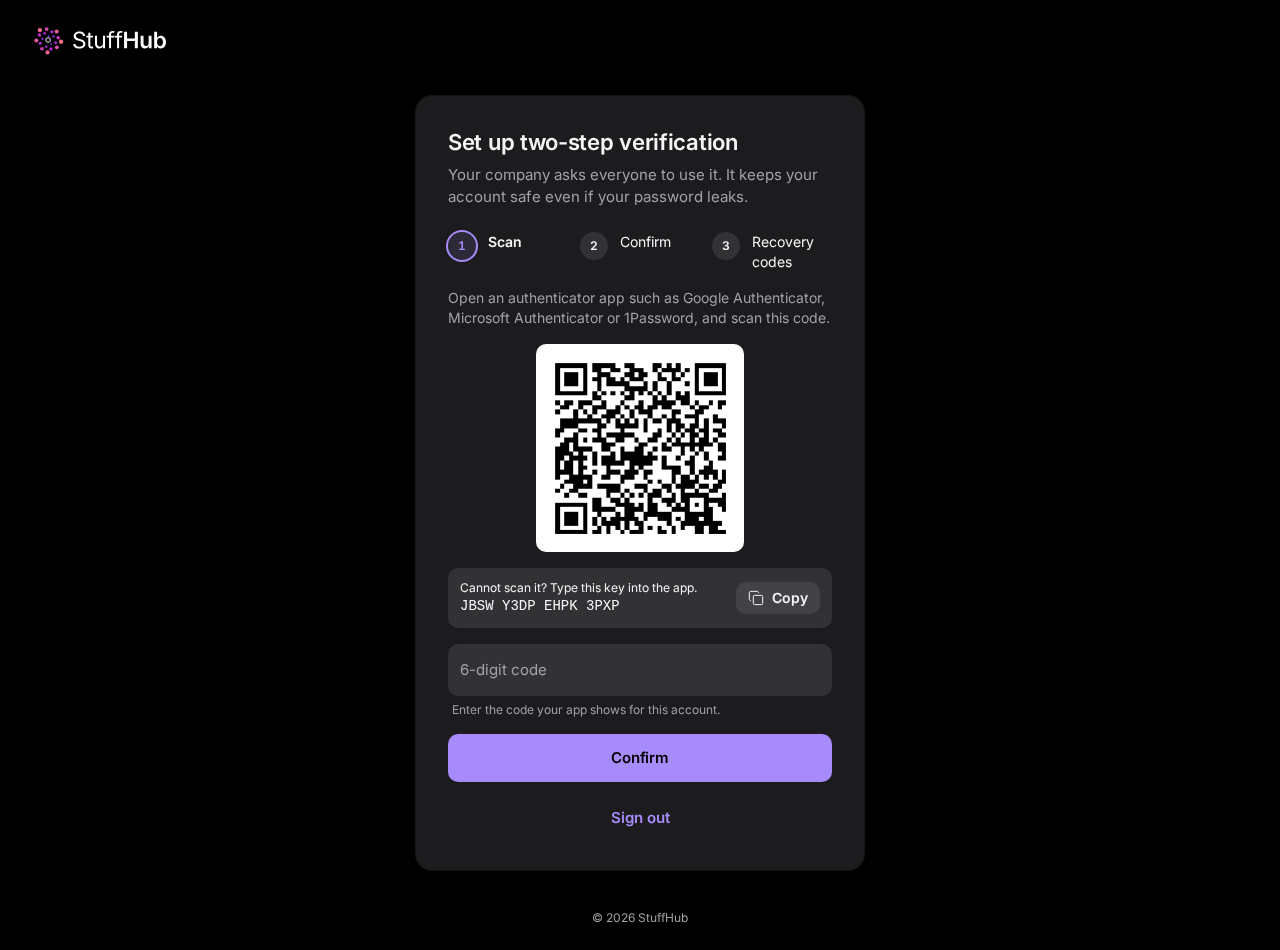 StuffHub
Set up two-step verification
Your company asks everyone to use it. It keeps your
account safe even if your password leaks.
1 Scan 2 Confirm 3 Recovery
codes
Open an authenticator app such as Google Authenticator,
Microsoft Authenticator or 1Password, and scan this code.
Cannot scan it? Type this key into the app.
JBSW Y3DP EHPK 3PXP
Copy
6-digit code
Enter the code your app shows for this account.
Confirm
Sign out
© 2026 StuffHub